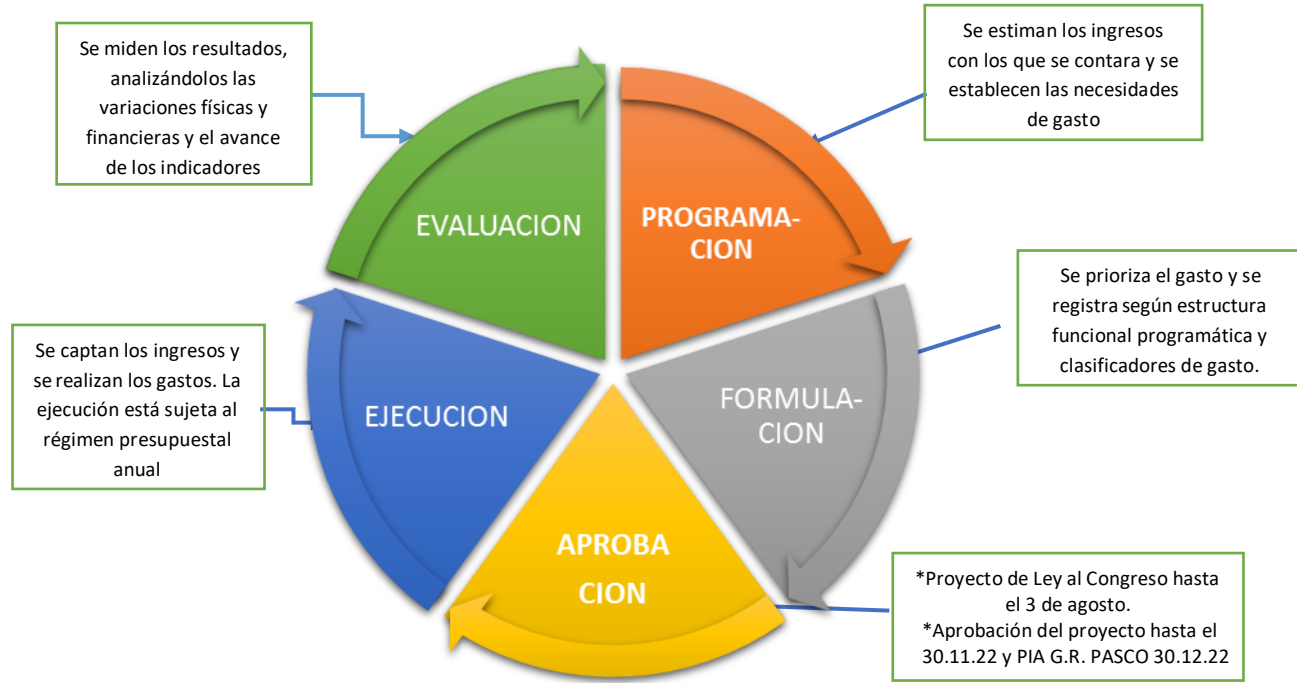 Se miden los resultados,
analizándolos las
variaciones físicas y
financieras y el avance
de los indicadores
Se estiman los ingresos
con los que se contara y se
establecen las necesidades
de gasto
EVALUACION
PROGRAMA-
CION
Se prioriza el gasto y se
registra según estructura
funcional programática y
clasificadores de gasto.
Se captan los ingresos y
se realizan los gastos. La
ejecución está sujeta al
régimen presupuestal
anual
EJECUCION
FORMULA-
CION
APROBA
CION
*Proyecto de Ley al Congreso hasta
el 3 de agosto.
*Aprobación del proyecto hasta el
30.11.22 y PIA G.R. PASCO 30.12.22